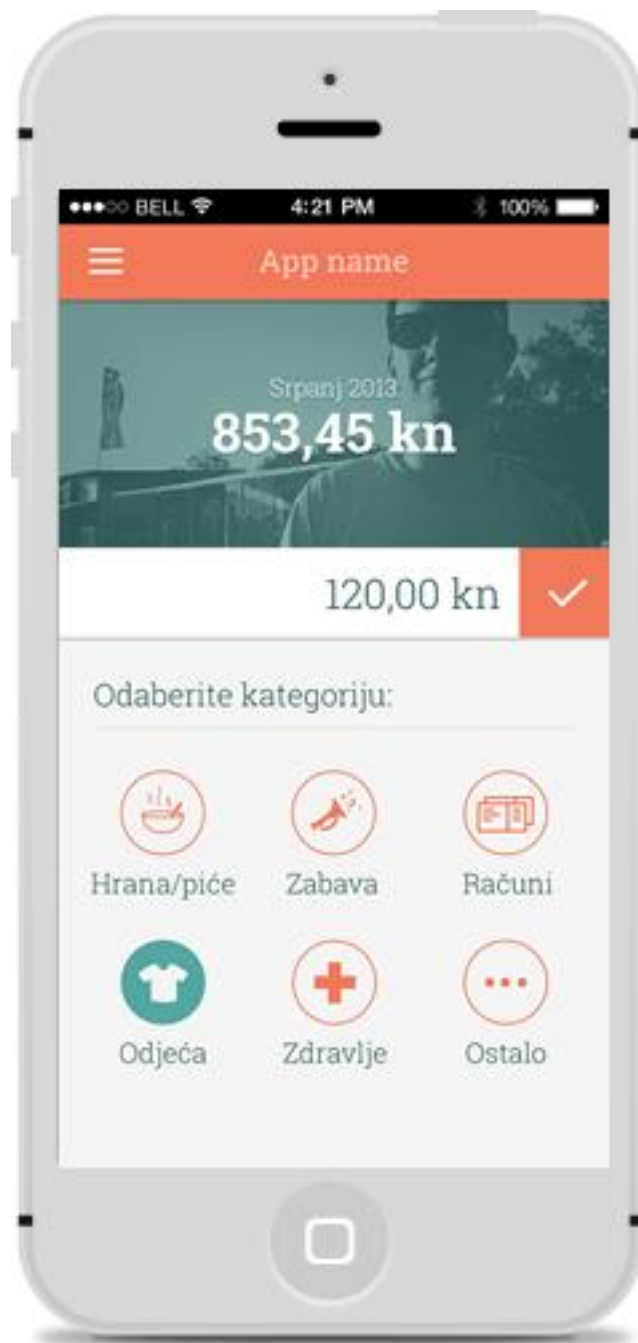 BELL 4:21 PM 100%
App name
Srpanj 2013
853,45 kn
120,00 kn
Odaberite kategoriju:
Hrana/piće Zabava Računi
Odjeća Zdravlje Ostalo